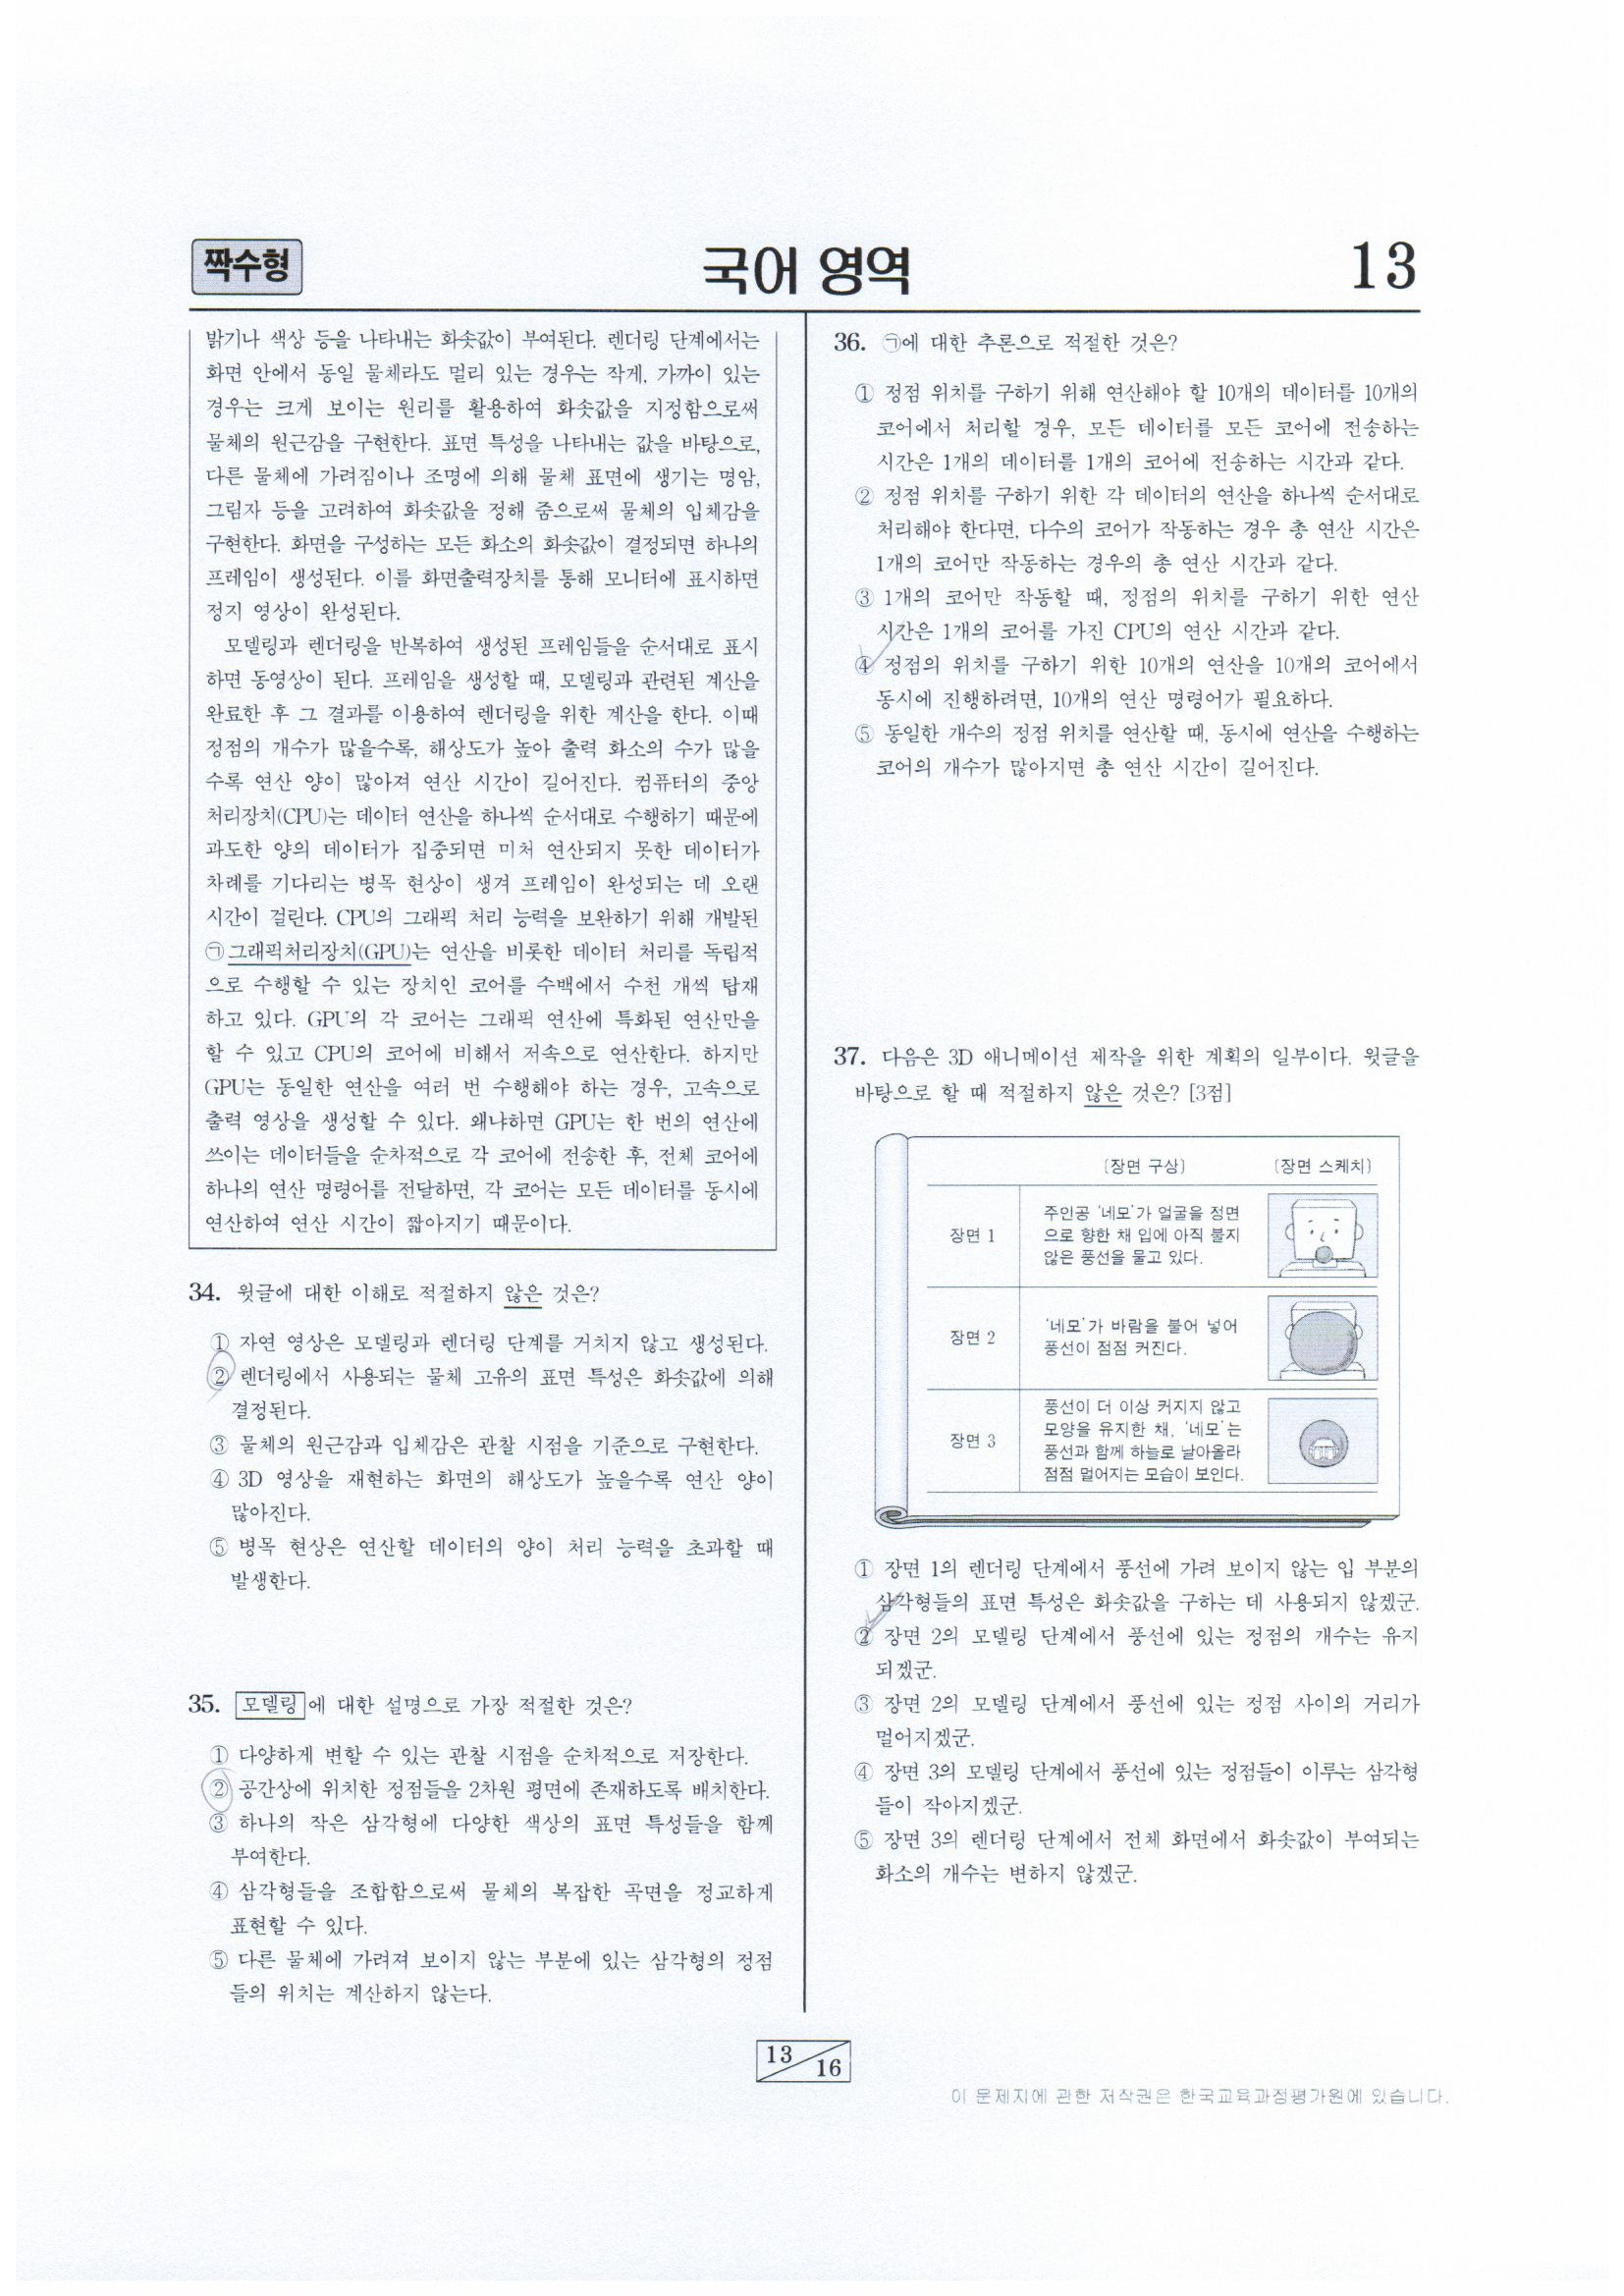 짝수형
국어 영역
13
밝기나 색상 등을 나타내는 화솟값이 부여된다. 렌더링 단계에서는
화면 안에서 동일 물체라도 멀리 있는 경우는 작게, 가까이 있는
경우는 크게 보이는 원리를 활용하여 화솟값을 지정함으로써
물체의 원근감을 구현한다. 표면 특성을 나타내는 값을 바탕으로,
다른 물체에 가려짐이나 조명에 의해 물체 표면에 생기는 명암,
그림자 등을 고려하여 화솟값을 정해 줌으로써 물체의 입체감을
구현한다. 화면을 구성하는 모든 화소의 화솟값이 결정되면 하나의
프레임이 생성된다. 이를 화면출력장치를 통해 모니터에 표시하면
정지 영상이 완성된다.
모델링과 렌더링을 반복하여 생성된 프레임들을 순서대로 표시
하면 동영상이 된다. 프레임을 생성할 때, 모델링과 관련된 계산을
완료한 후 그 결과를 이용하여 렌더링을 위한 계산을 한다. 이때
정점의 개수가 많을수록, 해상도가 높아 출력 화소의 수가 많을
수록 연산 양이 많아져 연산 시간이 길어진다. 컴퓨터의 중앙
처리장치(CPU)는 데이터 연산을 하나씩 순서대로 수행하기 때문에
과도한 양의 데이터가 집중되면 미처 연산되지 못한 데이터가
차례를 기다리는 병목 현상이 생겨 프레임이 완성되는 데 오랜
시간이 걸린다. CPU의 그래픽 처리 능력을 보완하기 위해 개발된
㉠그래픽처리장치(GPU)는 연산을 비롯한 데이터 처리를 독립적
으로 수행할 수 있는 장치인 코어를 수백에서 수천 개씩 탑재
하고 있다. GPU의 각 코어는 그래픽 연산에 특화된 연산만을
할 수 있고 CPU의 코어에 비해서 저속으로 연산한다. 하지만
GPU는 동일한 연산을 여러 번 수행해야 하는 경우, 고속으로
출력 영상을 생성할 수 있다. 왜냐하면 GPU는 한 번의 연산에
쓰이는 데이터들을 순차적으로 각 코어에 전송한 후, 전체 코어에
하나의 연산 명령어를 전달하면, 각 코어는 모든 데이터를 동시에
연산하여 연산 시간이 짧아지기 때문이다.
34. 윗글에 대한 이해로 적절하지 않은 것은?
① 자연 영상은 모델링과 렌더링 단계를 거치지 않고 생성된다.
② 렌더링에서 사용되는 물체 고유의 표면 특성은 화솟값에 의해
결정된다.
③ 물체의 원근감과 입체감은 관찰 시점을 기준으로 구현한다.
④ 3D 영상을 재현하는 화면의 해상도가 높을수록 연산 양이
많아진다.
⑤ 병목 현상은 연산할 데이터의 양이 처리 능력을 초과할 때
발생한다.
35. 모델링에 대한 설명으로 가장 적절한 것은?
① 다양하게 변할 수 있는 관찰 시점을 순차적으로 저장한다.
② 공간상에 위치한 정점들을 2차원 평면에 존재하도록 배치한다.
③ 하나의 작은 삼각형에 다양한 색상의 표면 특성들을 함께
부여한다.
④ 삼각형들을 조합함으로써 물체의 복잡한 곡면을 정교하게
표현할 수 있다.
⑤ 다른 물체에 가려져 보이지 않는 부분에 있는 삼각형의 정점
들의 위치는 계산하지 않는다.
36. ㉠에 대한 추론으로 적절한 것은?
① 정점 위치를 구하기 위해 연산해야 할 10개의 데이터를 10개의
코어에서 처리할 경우, 모든 데이터를 모든 코어에 전송하는
시간은 1개의 데이터를 1개의 코어에 전송하는 시간과 같다.
② 정점 위치를 구하기 위한 각 데이터의 연산을 하나씩 순서대로
처리해야 한다면, 다수의 코어가 작동하는 경우 총 연산 시간은
1개의 코어만 작동하는 경우의 총 연산 시간과 같다.
③ 1개의 코어만 작동할 때, 정점의 위치를 구하기 위한 연산
시간은 1개의 코어를 가진 CPU의 연산 시간과 같다.
④ 정점의 위치를 구하기 위한 10개의 연산을 10개의 코어에서
동시에 진행하려면, 10개의 연산 명령어가 필요하다.
⑤ 동일한 개수의 정점 위치를 연산할 때, 동시에 연산을 수행하는
코어의 개수가 많아지면 총 연산 시간이 길어진다.
37. 다음은 3D 애니메이션 제작을 위한 계획의 일부이다. 윗글을
바탕으로 할 때 적절하지 않은 것은? [3점]
〔장면 구상〕 〔장면 스케치〕
장면 1
주인공 '네모'가 얼굴을 정면
으로 향한 채 입에 아직 불지
않은 풍선을 물고 있다.
장면 2
'네모'가 바람을 불어 넣어
풍선이 점점 커진다.
장면 3
풍선이 더 이상 커지지 않고
모양을 유지한 채, '네모'는
풍선과 함께 하늘로 날아올라
점점 멀어지는 모습이 보인다.
① 장면 1의 렌더링 단계에서 풍선에 가려 보이지 않는 입 부분의
삼각형들의 표면 특성은 화솟값을 구하는 데 사용되지 않겠군.
② 장면 2의 모델링 단계에서 풍선에 있는 정점의 개수는 유지
되겠군.
③ 장면 2의 모델링 단계에서 풍선에 있는 정점 사이의 거리가
멀어지겠군.
④ 장면 3의 모델링 단계에서 풍선에 있는 정점들이 이루는 삼각형
들이 작아지겠군.
⑤ 장면 3의 렌더링 단계에서 전체 화면에서 화솟값이 부여되는
화소의 개수는 변하지 않겠군.
13
16
이 문제지에 관한 저작권은 한국교육과정평가원에 있습니다.